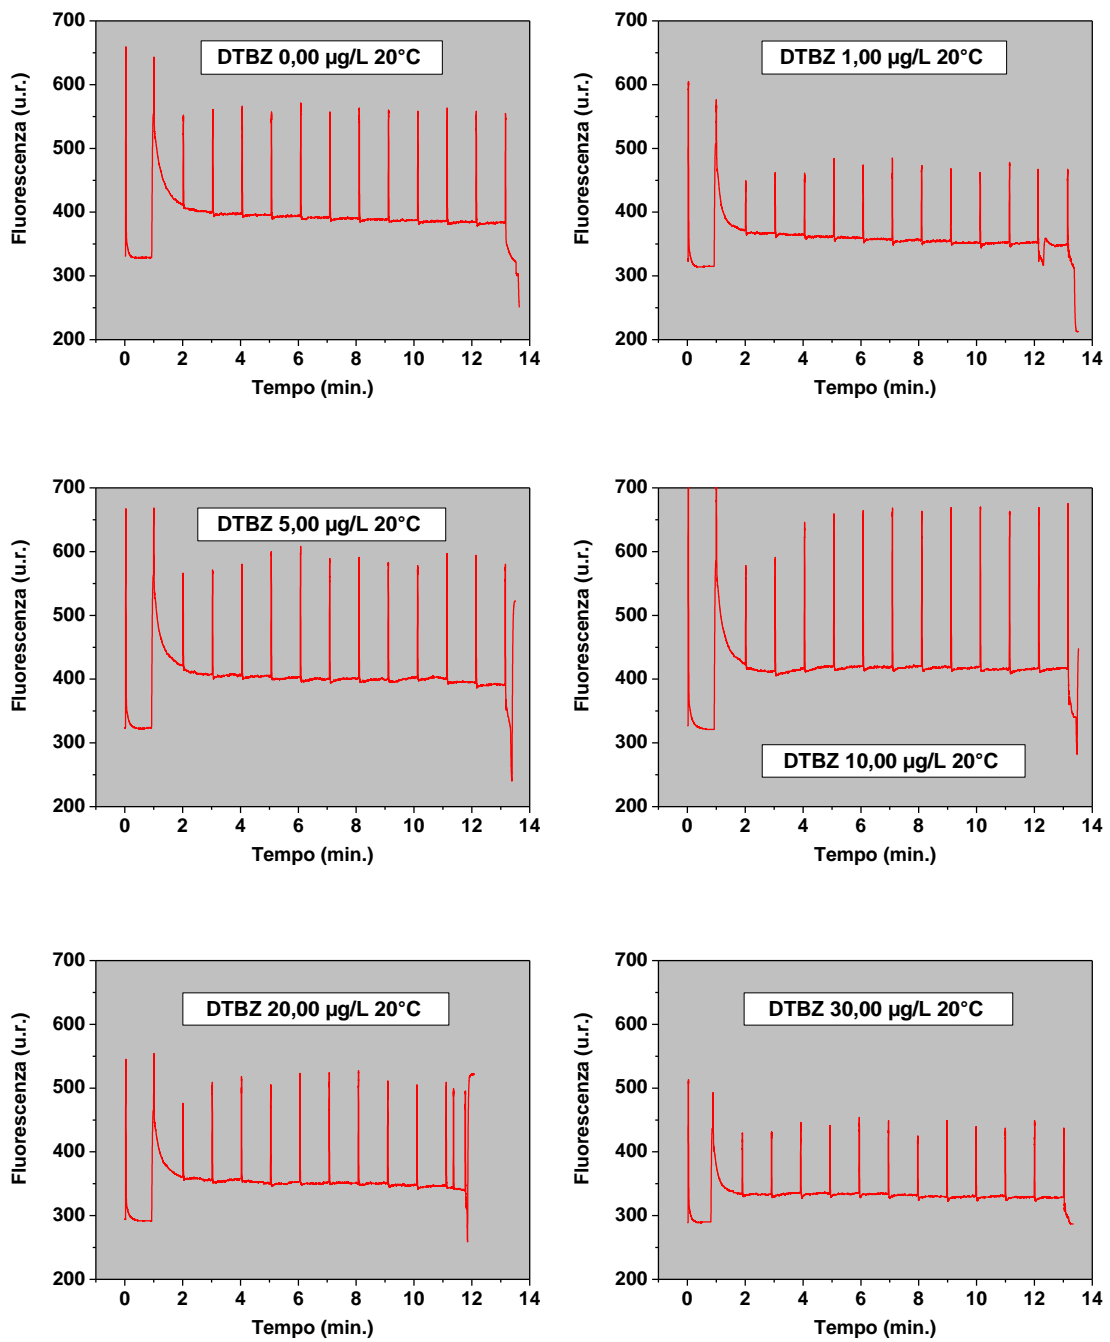 DTBZ 0,00 µg/L 20°C
Fluorescenza (u.r.)
700
600
500
400
300
200
0 2 4 6 8 10 12 14
Tempo (min.)
DTBZ 1,00 µg/L 20°C
Fluorescenza (u.r.)
700
600
500
400
300
200
0 2 4 6 8 10 12 14
Tempo (min.)
DTBZ 5,00 µg/L 20°C
Fluorescenza (u.r.)
700
600
500
400
300
200
0 2 4 6 8 10 12 14
Tempo (min.)
DTBZ 10,00 µg/L 20°C
Fluorescenza (u.r.)
700
600
500
400
300
200
0 2 4 6 8 10 12 14
Tempo (min.)
DTBZ 20,00 µg/L 20°C
Fluorescenza (u.r.)
700
600
500
400
300
200
0 2 4 6 8 10 12 14
Tempo (min.)
DTBZ 30,00 µg/L 20°C
Fluorescenza (u.r.)
700
600
500
400
300
200
0 2 4 6 8 10 12 14
Tempo (min.)